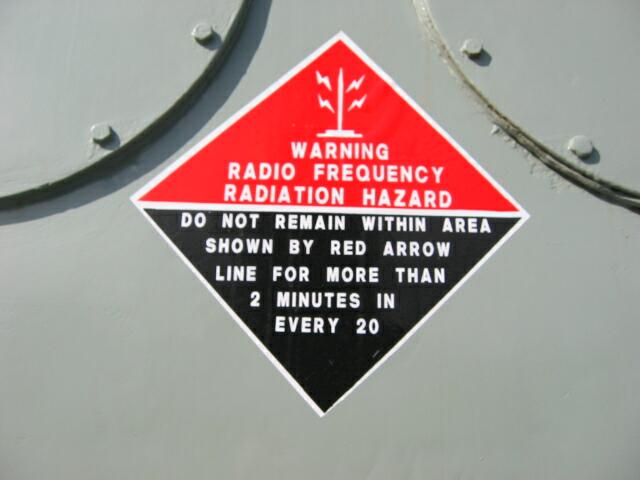 WARNING
RADIO FREQUENCY
RADIATION HAZARD
DO NOT REMAIN WITHIN AREA
SHOWN BY RED ARROW
LINE FOR MORE THAN
2 MINUTES IN
EVERY 20